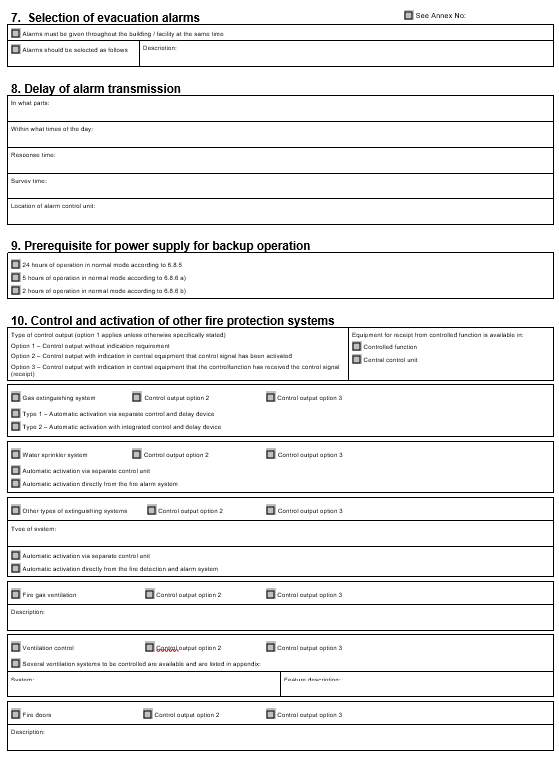 7. Selection of evacuation alarms
See Annex No:
Alarms must be given throughout the building / facility at the same time
Alarms should be selected as follows
Description:
8. Delay of alarm transmission
In what parts:
Within what times of the day:
Response time:
Survey time:
Location of alarm control unit:
9. Prerequisite for power supply for backup operation
24 hours of operation in normal mode according to 6.8.5
5 hours of operation in normal mode according to 6.8.6 a)
2 hours of operation in normal mode according to 6.8.6 b)
10. Control and activation of other fire protection systems
Type of control output (option 1 applies unless otherwise specifically stated)
Option 1 – Control output without indication requirement
Option 2 – Control output with indication in central equipment that control signal has been activated
Option 3 – Control output with indication in central equipment that the controlfunction has received the control signal
(receipt)
Equipment for receipt from controlled function is available in:
Controlled function
Central control unit
Gas extinguishing system Control output option 2 Control output option 3
Type 1 – Automatic activation via separate control and delay device
Type 2 – Automatic activation with integrated control and delay device
Water sprinkler system Control output option 2 Control output option 3
Automatic activation via separate control unit
Automatic activation directly from the fire alarm system
Other types of extinguishing systems Control output option 2 Control output option 3
Type of system:
Automatic activation via separate control unit
Automatic activation directly from the fire detection and alarm system
Fire gas ventilation Control output option 2 Control output option 3
Description:
Ventilation control Control output option 2 Control output option 3
Several ventilation systems to be controlled are available and are listed in appendix:
System: Feature description:
Fire doors Control output option 2 Control output option 3
Description: